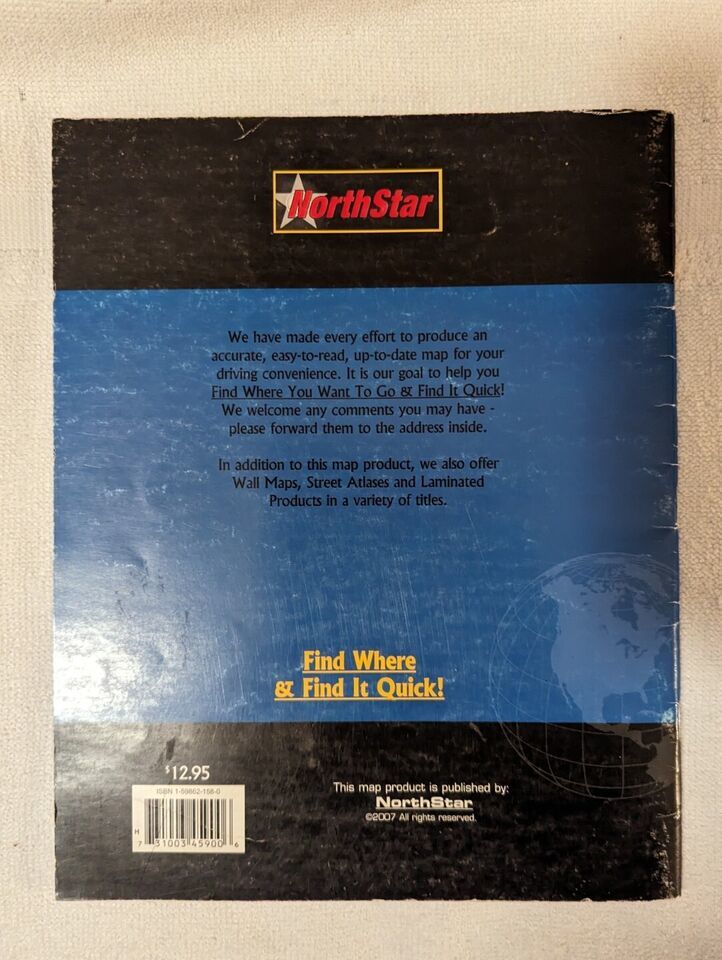 NorthStar
We have made every effort to produce an
accurate, easy-to-read, up-to-date map for your
driving convenience. It is our goal to help you
Find Where You Want To Go & Find It Quick!
We welcome any comments you may have -
please forward them to the address inside.
In addition to this map product, we also offer
Wall Maps, Street Atlases and Laminated
Products in a variety of titles.
Find Where
& Find It Quick!
$12.95
ISBN 1-59862-158-0
H
7 31003 45900 6
This map product is published by:
NorthStar
©2007 All rights reserved.